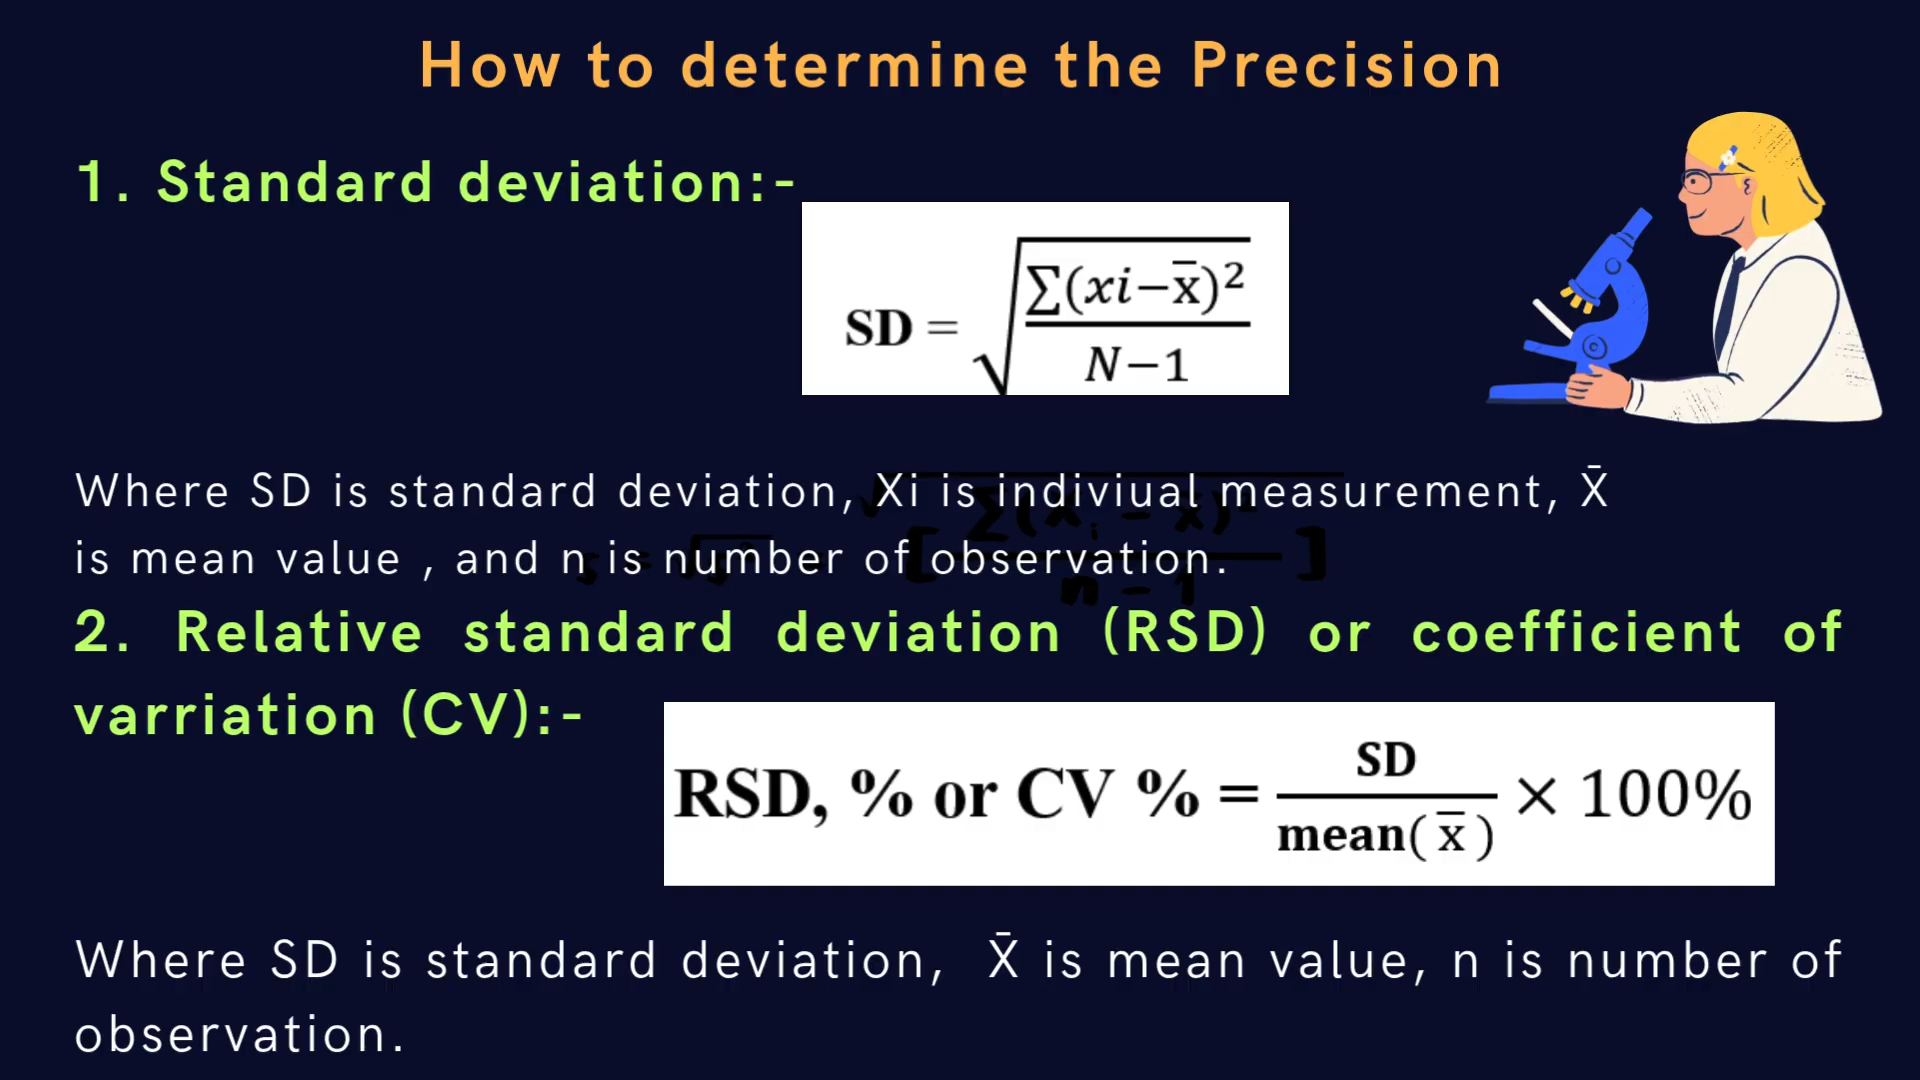 How to determine the Precision
1. Standard deviation:-
SD = √(∑(xi−x̄)²/(N−1))
Where SD is standard deviation, Xi is indiviual measurement, X̄
is mean value , and n is number of observation.
2. Relative standard deviation (RSD) or coefficient of
varriation (CV):-
RSD, % or CV % = SD/mean( x̄ ) × 100%
Where SD is standard deviation, X̄ is mean value, n is number of
observation.